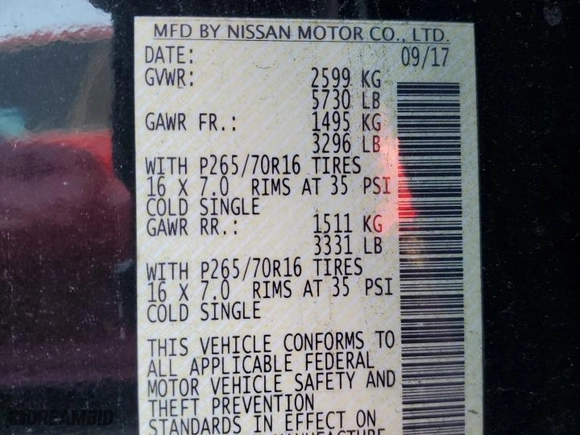 MFD BY NISSAN MOTOR CO., LTD.
DATE: 09/17
GVWR: 2599 KG
5730 LB
GAWR FR.: 1495 KG
3296 LB
WITH P265/70R16 TIRES
16 X 7.0 RIMS AT 35 PSI
COLD SINGLE
GAWR RR.: 1511 KG
3331 LB
WITH P265/70R16 TIRES
16 X 7.0 RIMS AT 35 PSI
COLD SINGLE
THIS VEHICLE CONFORMS TO
ALL APPLICABLE FEDERAL
MOTOR VEHICLE SAFETY AND
THEFT PREVENTION
STANDARDS IN EFFECT ON
MANUFACTURE
DREAMBID